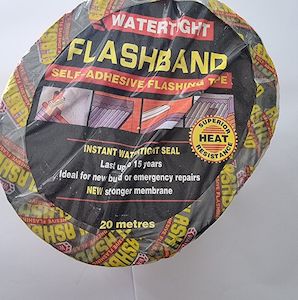 WATERTIGHT
FLASHBAND
SELF-ADHESIVE FLASHING TAPE
SUPERIOR
HEAT
RESISTANCE
INSTANT WATERTIGHT SEAL
Last up to 15 years
Ideal for new build or emergency repairs
NEW stronger membrane
20 metres